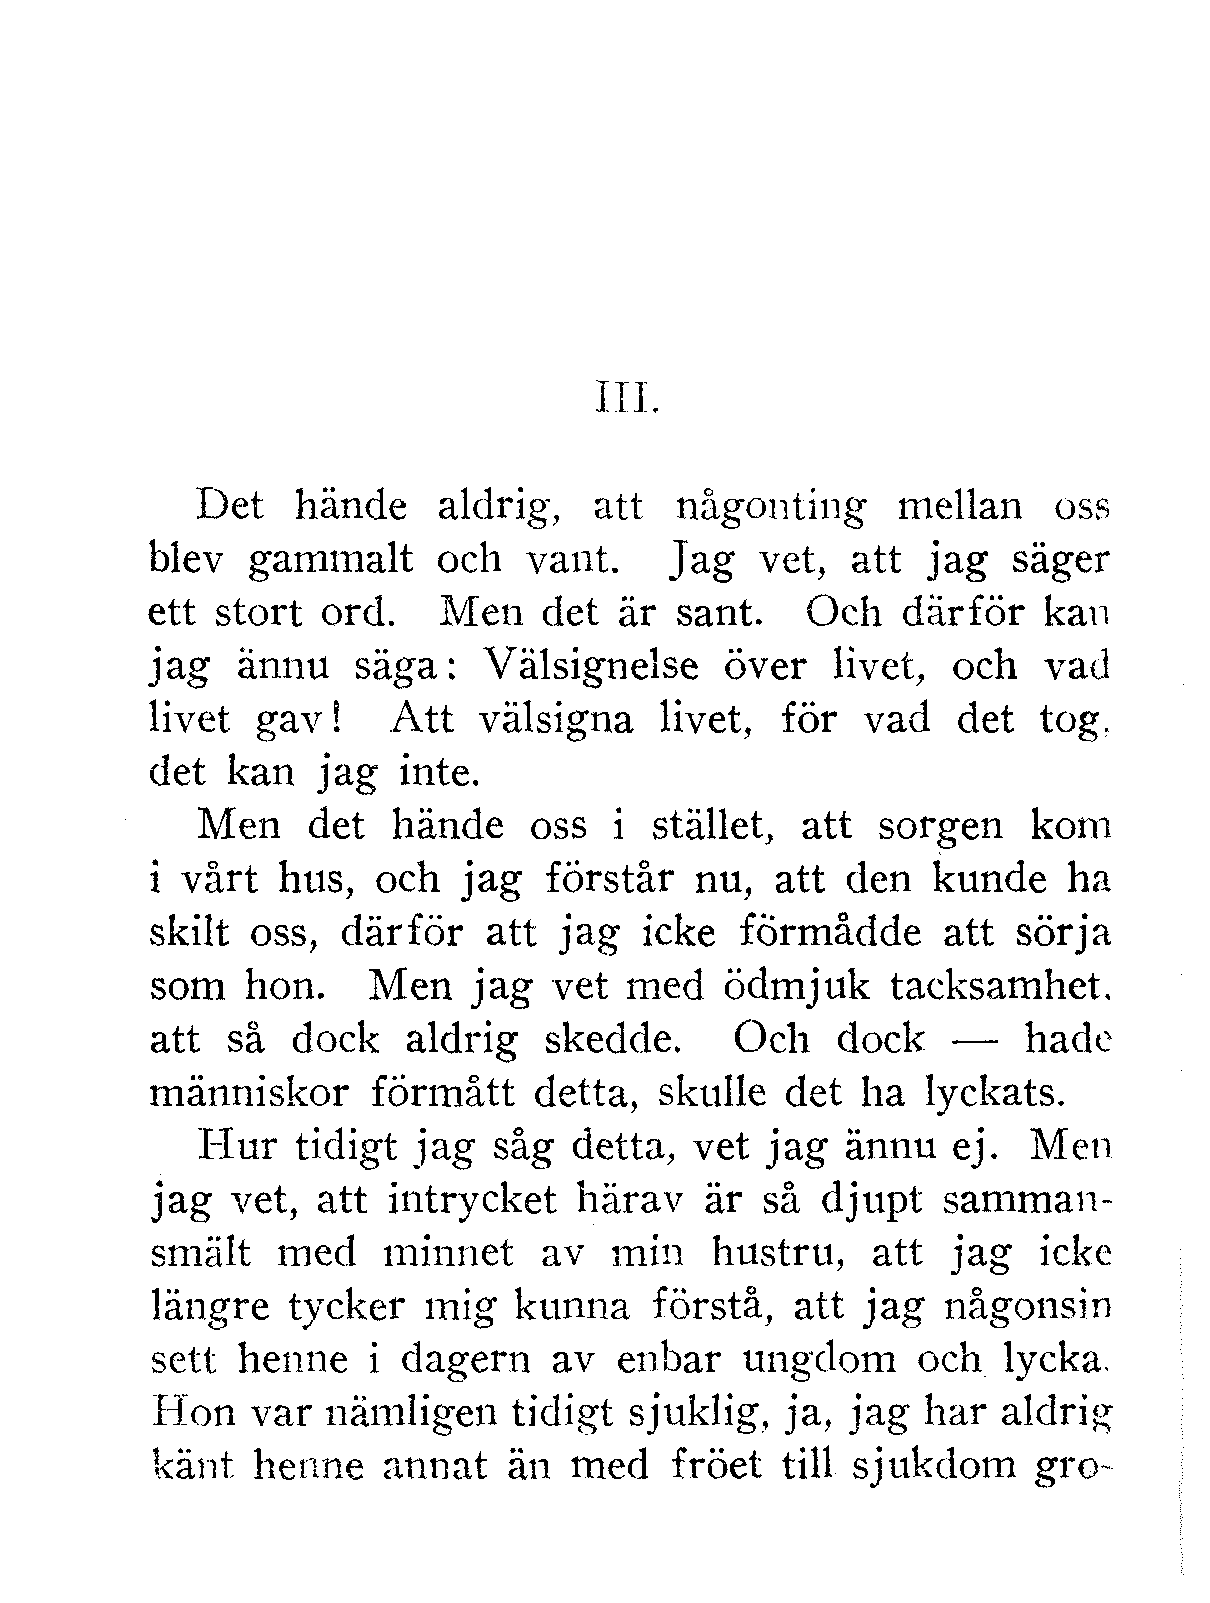 III.
Det hände aldrig, att någonting mellan oss
blev gammalt och vant. Jag vet, att jag säger
ett stort ord. Men det är sant. Och därför kan
jag ännu säga: Välsignelse över livet, och vad
livet gav! Att välsigna livet, för vad det tog,
det kan jag inte.
Men det hände oss i stället, att sorgen kom
i vårt hus, och jag förstår nu, att den kunde ha
skilt oss, därför att jag icke förmådde att sörja
som hon. Men jag vet med ödmjuk tacksamhet,
att så dock aldrig skedde. Och dock — hade
människor förmått detta, skulle det ha lyckats.
Hur tidigt jag såg detta, vet jag ännu ej. Men
jag vet, att intrycket härav är så djupt samman-
smält med minnet av min hustru, att jag icke
längre tycker mig kunna förstå, att jag någonsin
sett henne i dagern av enbar ungdom och lycka.
Hon var nämligen tidigt sjuklig, ja, jag har aldrig
känt henne annat än med fröet till sjukdom gro-